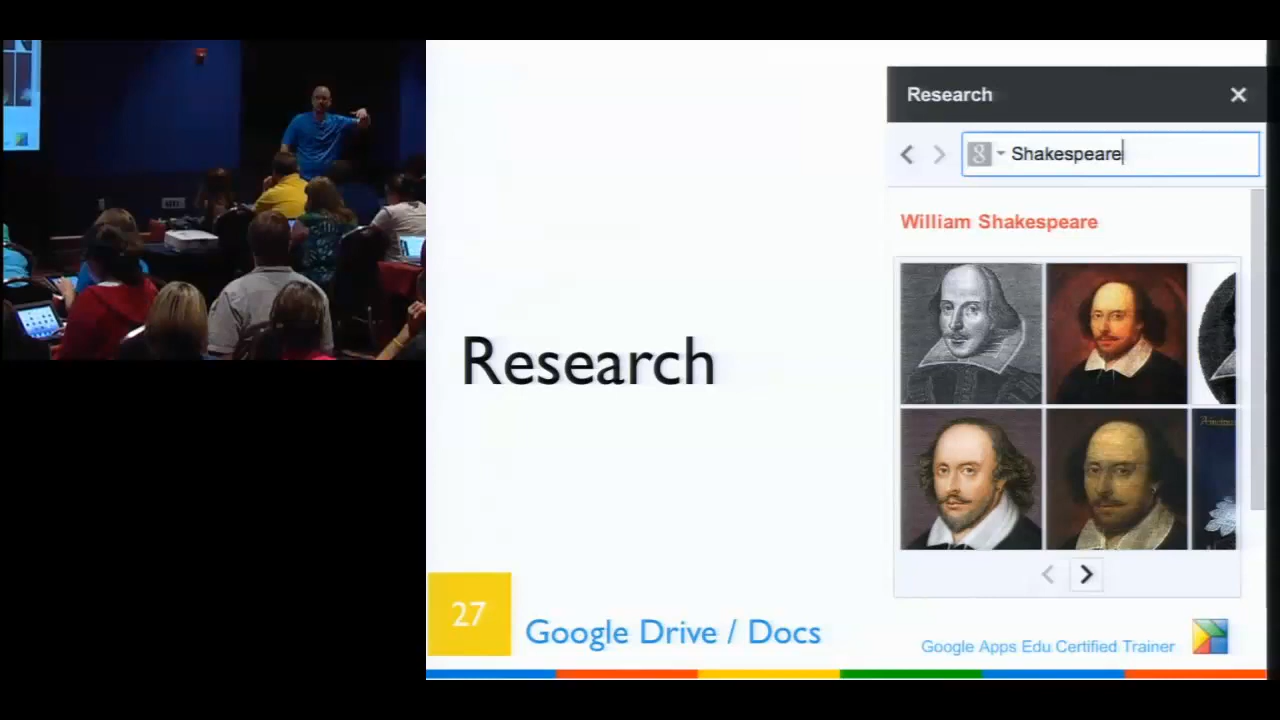 Research
Shakespeare
William Shakespeare
Research
27
Google Drive / Docs
Google Apps Edu Certified Trainer